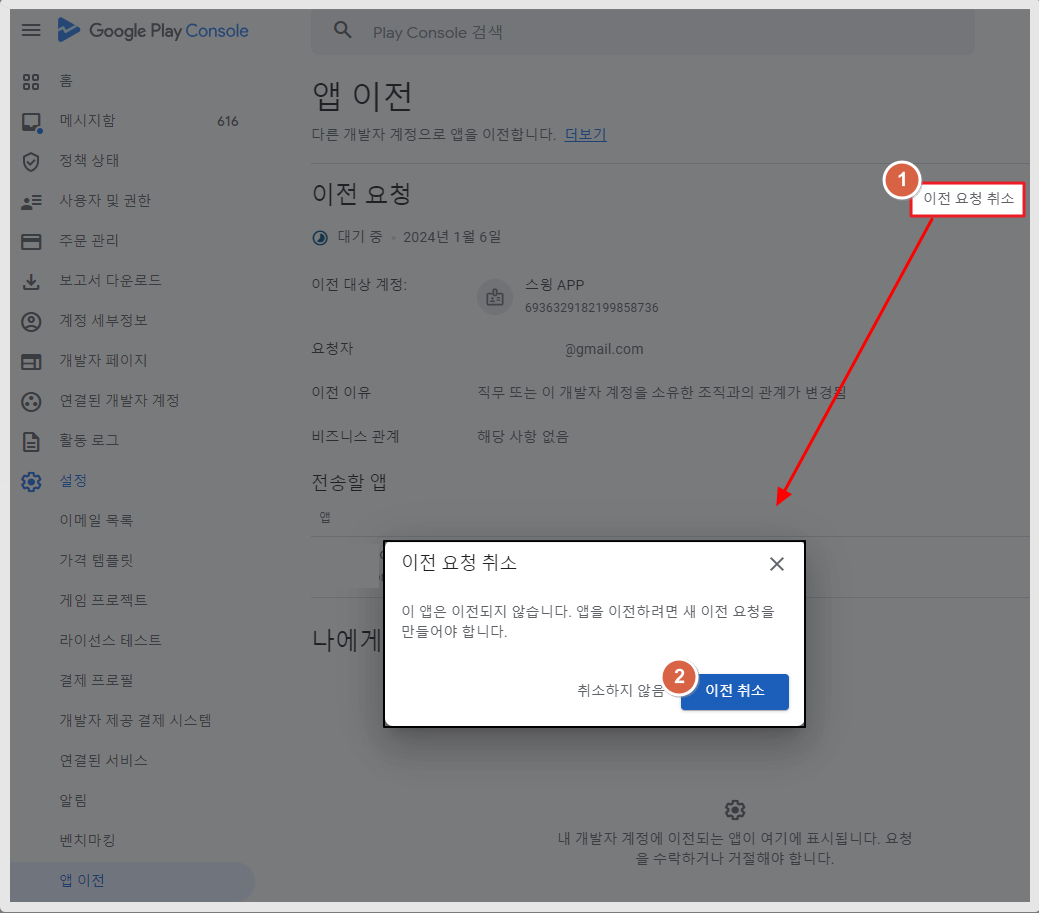 Google Play Console
Play Console 검색
홈
메시지함 616
정책 상태
사용자 및 권한
주문 관리
보고서 다운로드
계정 세부정보
개발자 페이지
연결된 개발자 계정
활동 로그
설정
이메일 목록
가격 템플릿
게임 프로젝트
라이선스 테스트
결제 프로필
개발자 제공 결제 시스템
연결된 서비스
알림
벤치마킹
앱 이전
앱 이전
다른 개발자 계정으로 앱을 이전합니다. 더보기
이전 요청
1
이전 요청 취소
대기 중 • 2024년 1월 6일
이전 대상 계정:
스윙 APP
6936329182199858736
요청자 @gmail.com
이전 이유 직무 또는 이 개발자 계정을 소유한 조직과의 관계가 변경됨
비즈니스 관계 해당 사항 없음
전송할 앱
앱
나에게
이전 요청 취소
이 앱은 이전되지 않습니다. 앱을 이전하려면 새 이전 요청을
만들어야 합니다.
취소하지 않음 2 이전 취소
내 개발자 계정에 이전되는 앱이 여기에 표시됩니다. 요청
을 수락하거나 거절해야 합니다.